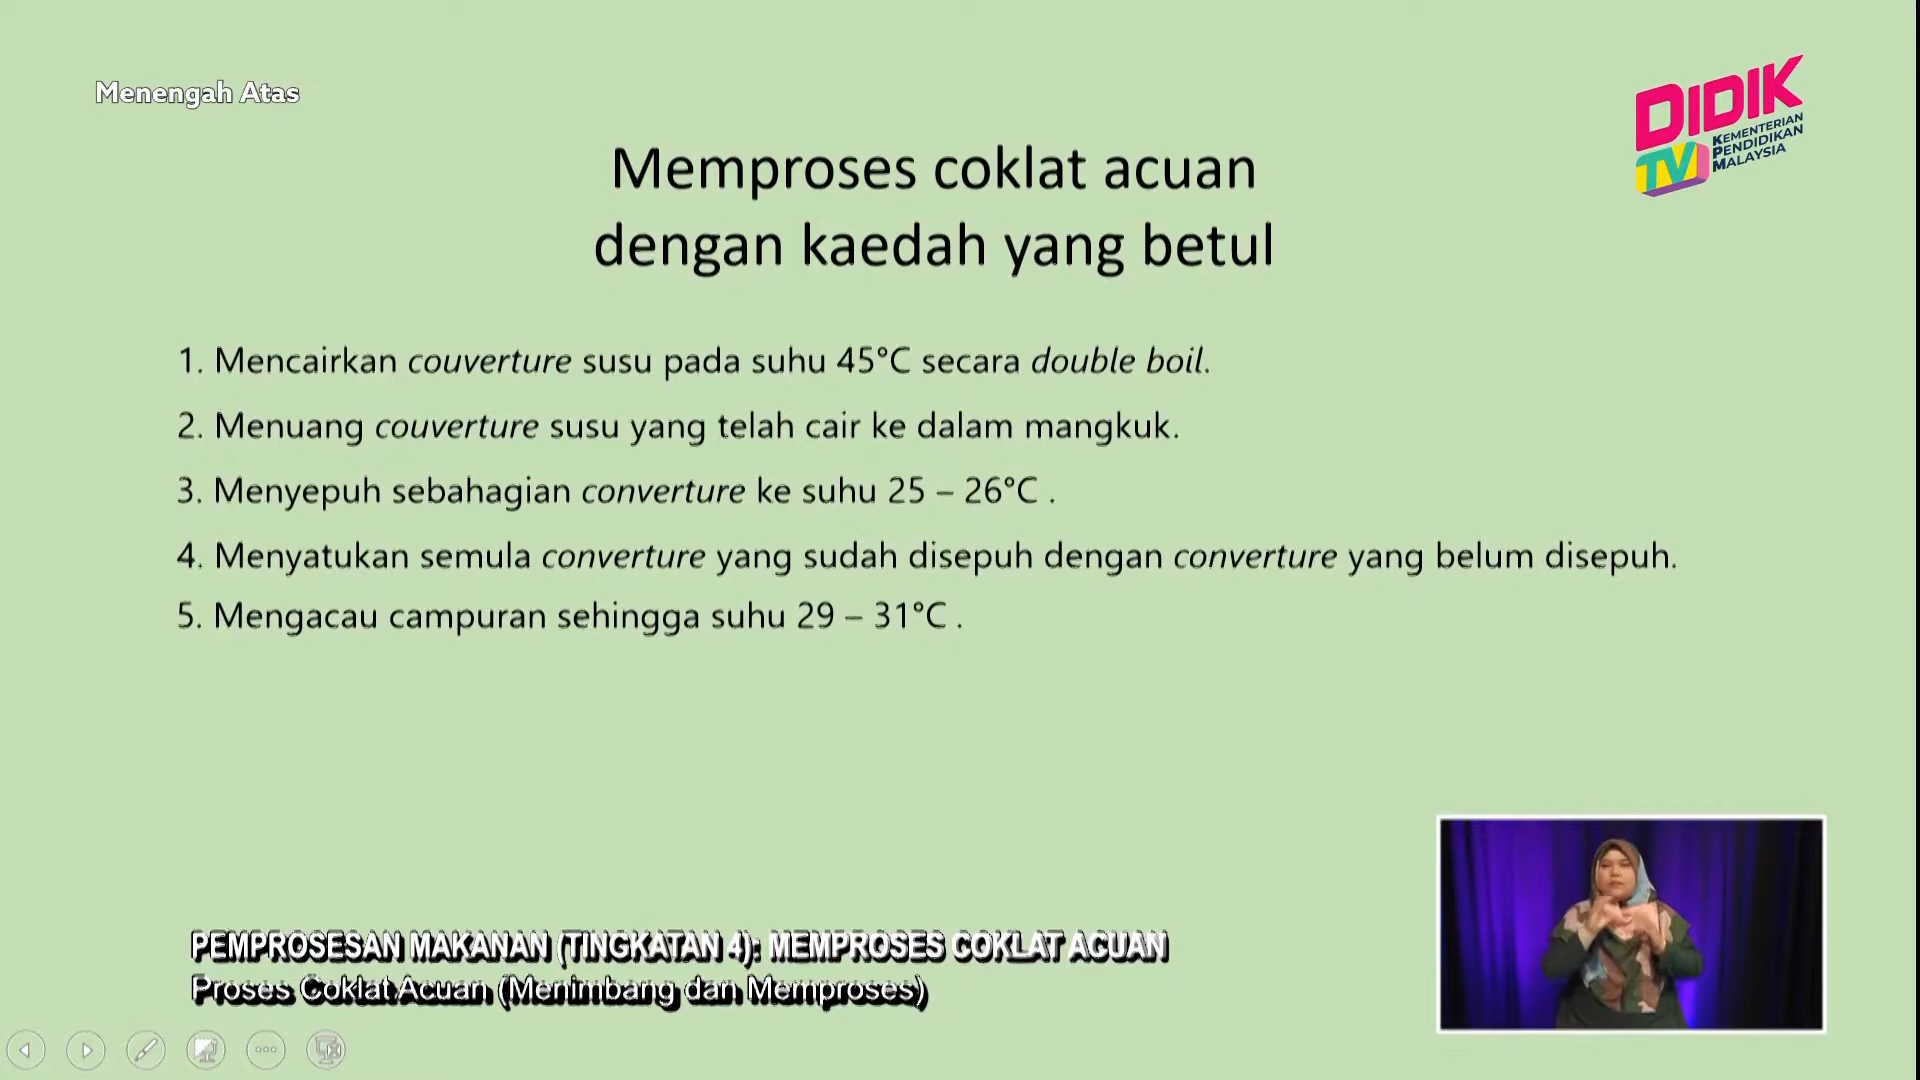 Menengah Atas
DIDIK
TV
KEMENTERIAN
PENDIDIKAN
MALAYSIA
Memproses coklat acuan
dengan kaedah yang betul
1. Mencairkan couverture susu pada suhu 45°C secara double boil.
2. Menuang couverture susu yang telah cair ke dalam mangkuk.
3. Menyepuh sebahagian converture ke suhu 25 – 26°C .
4. Menyatukan semula converture yang sudah disepuh dengan converture yang belum disepuh.
5. Mengacau campuran sehingga suhu 29 – 31°C .
PEMPROSESAN MAKANAN (TINGKATAN 4): MEMPROSES COKLAT ACUAN
Proses Coklat Acuan (Menimbang dan Memproses)